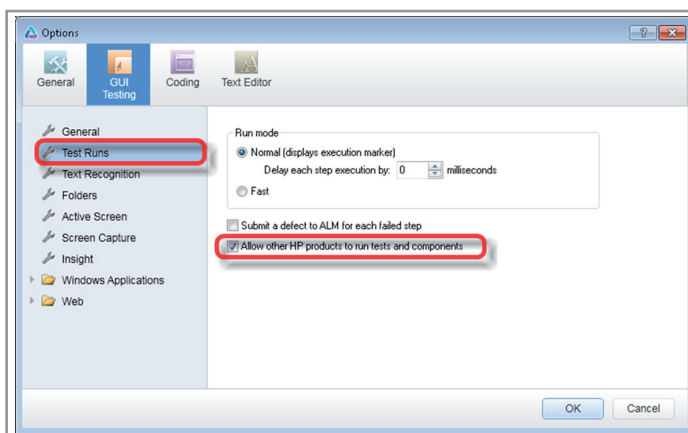 Options
General
GUI
Testing
Coding
Text Editor
General
Test Runs
Text Recognition
Folders
Active Screen
Screen Capture
Insight
Windows Applications
Web
Run mode
Normal (displays execution marker)
Delay each step execution by: 0 milliseconds
Fast
Submit a defect to ALM for each failed step
Allow other HP products to run tests and components
OK Cancel